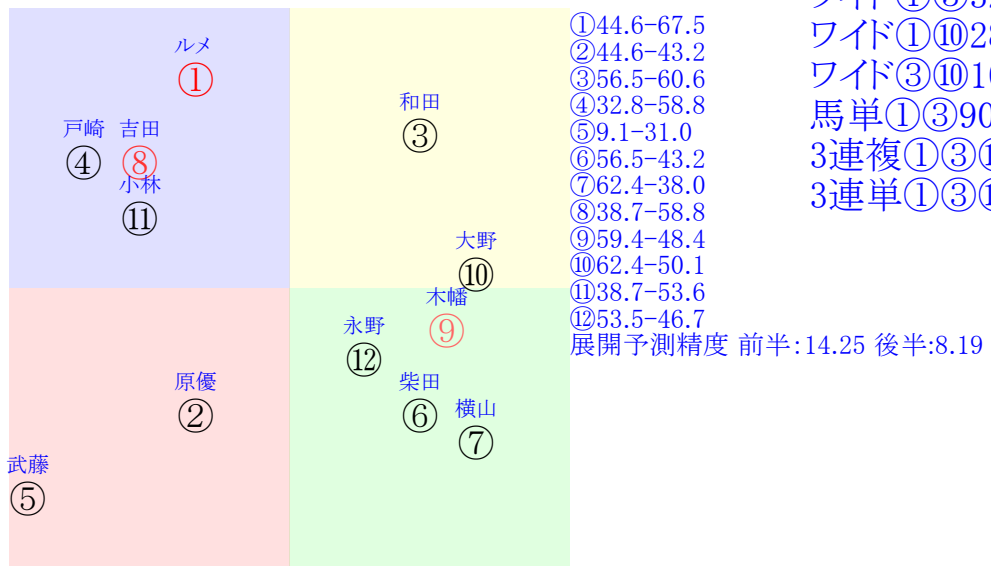 ルメ
①
和田
③
戸崎 吉田
④ ⑧
小林
⑪
大野
⑩
木幡
⑨
永野
⑫
原優
②
柴田
⑥
横山
⑦
武藤
⑤
①44.6-67.5
②44.6-43.2
③56.5-60.6
④32.8-58.8
⑤9.1-31.0
⑥56.5-43.2
⑦62.4-38.0
⑧38.7-58.8
⑨59.4-48.4
⑩62.4-50.1
⑪38.7-53.6
⑫53.5-46.7
展開予測精度 前半:14.25 後半:8.19
ワイド①⑩28
ワイド③⑩1
馬単①③90
3連複①③
3連単①③